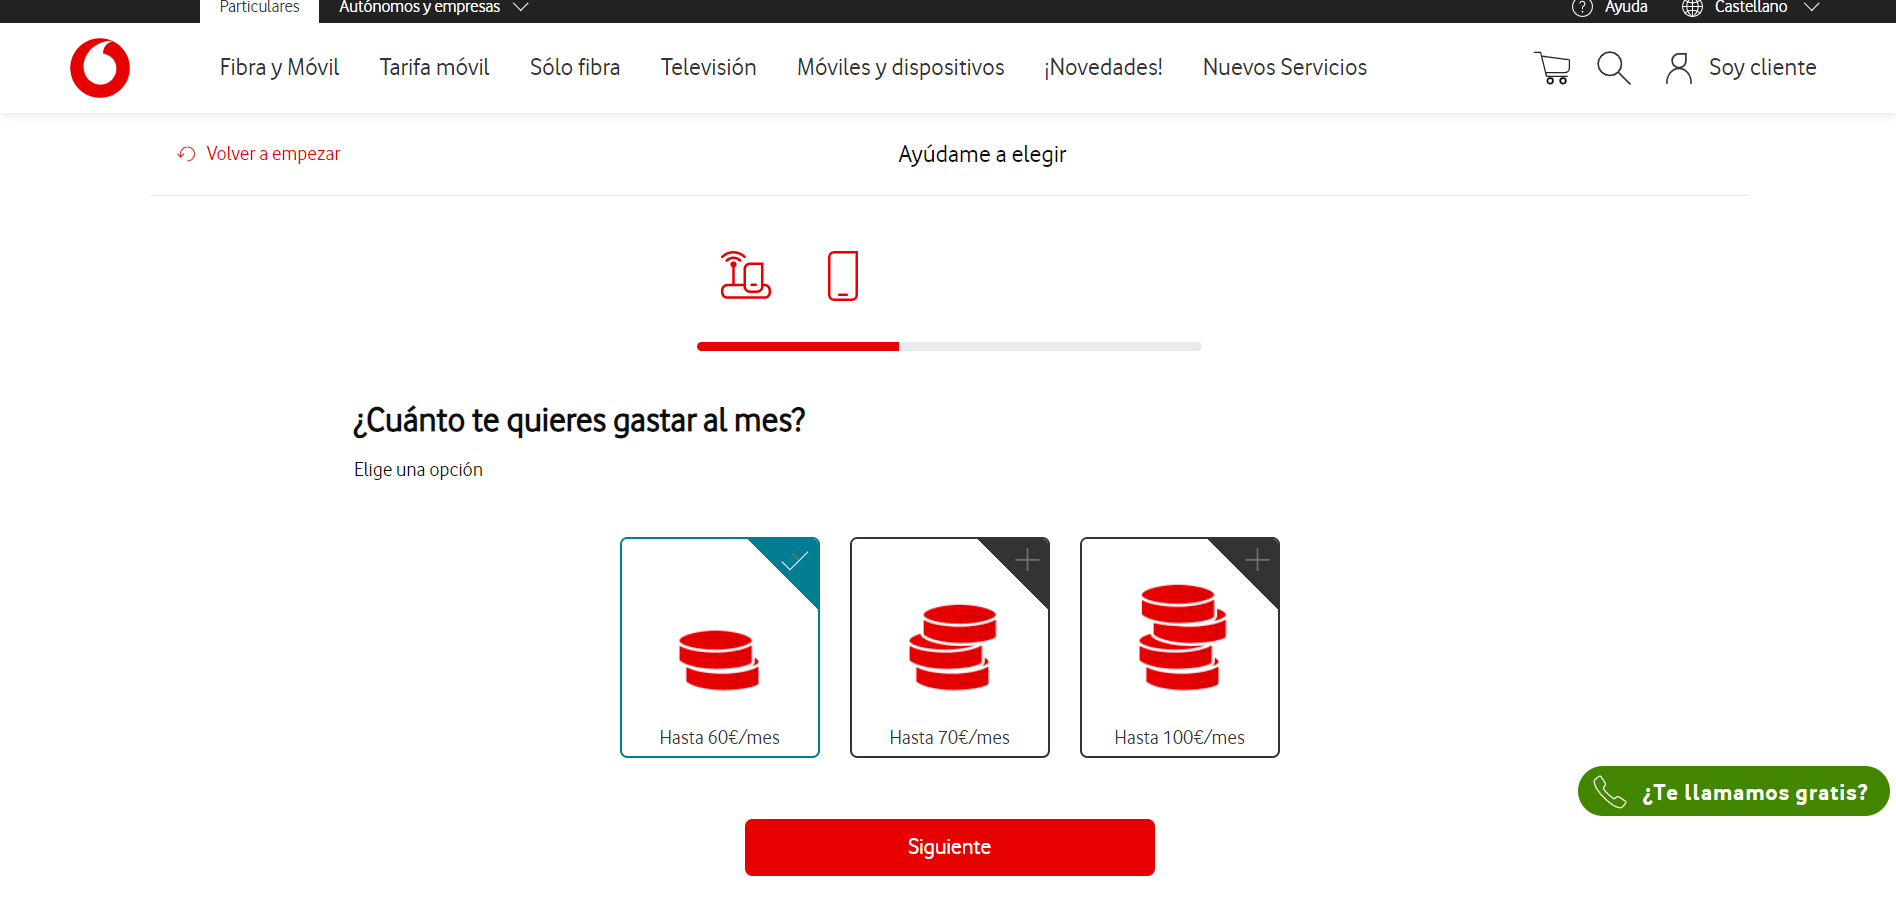 Particulares Autónomos y empresas Ayuda Castellano
Fibra y Móvil Tarifa móvil Sólo fibra Televisión Móviles y dispositivos ¡Novedades! Nuevos Servicios Soy cliente
Volver a empezar Ayúdame a elegir
¿Cuánto te quieres gastar al mes?
Elige una opción
Hasta 60€/mes Hasta 70€/mes Hasta 100€/mes
¿Te llamamos gratis?
Siguiente